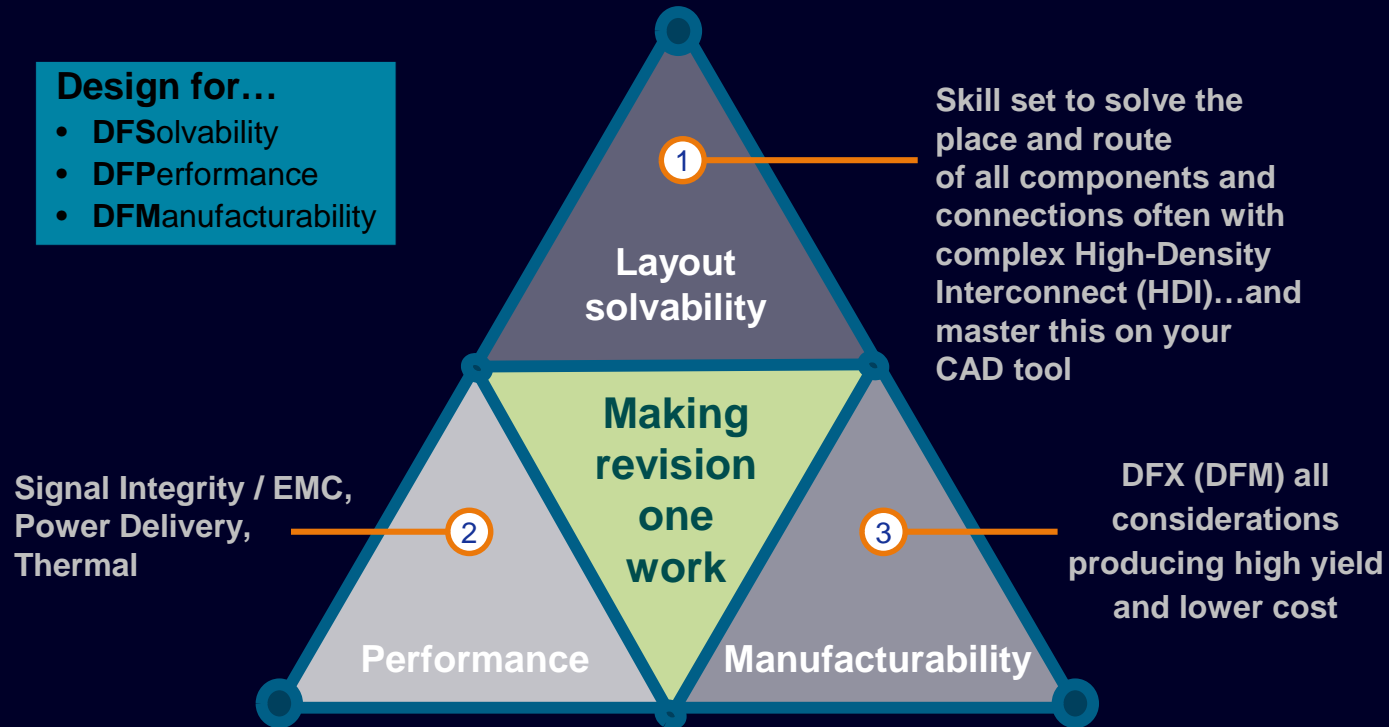 Design for…
• DFSolvability
• DFPerformance
• DFManufacturability
1
Skill set to solve the
place and route
of all components and
connections often with
complex High-Density
Interconnect (HDI)…and
master this on your
CAD tool
Layout
solvability
Making
revision
one
work
Signal Integrity / EMC,
Power Delivery,
Thermal
2
Performance
3
DFX (DFM) all
considerations
producing high yield
and lower cost
Manufacturability